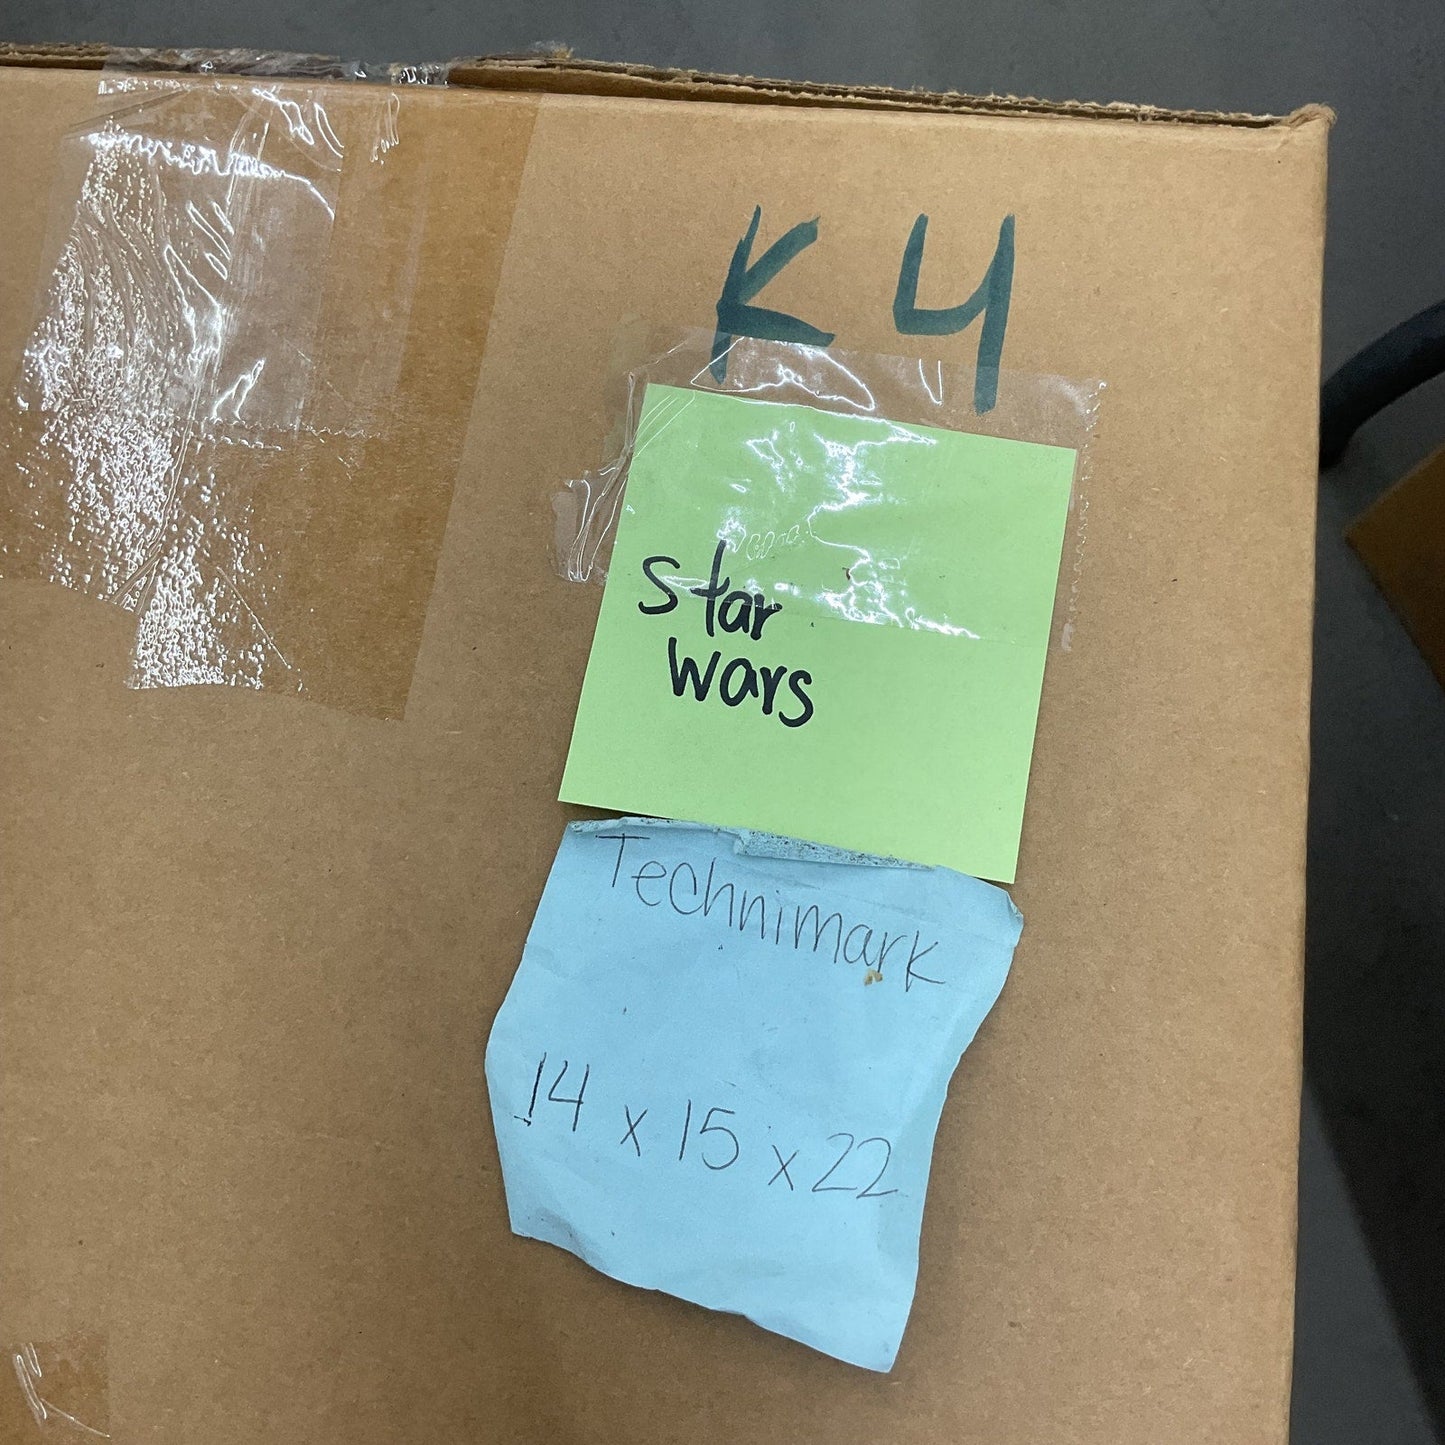 K4
star
wars
Technimark
14 x 15 x 22